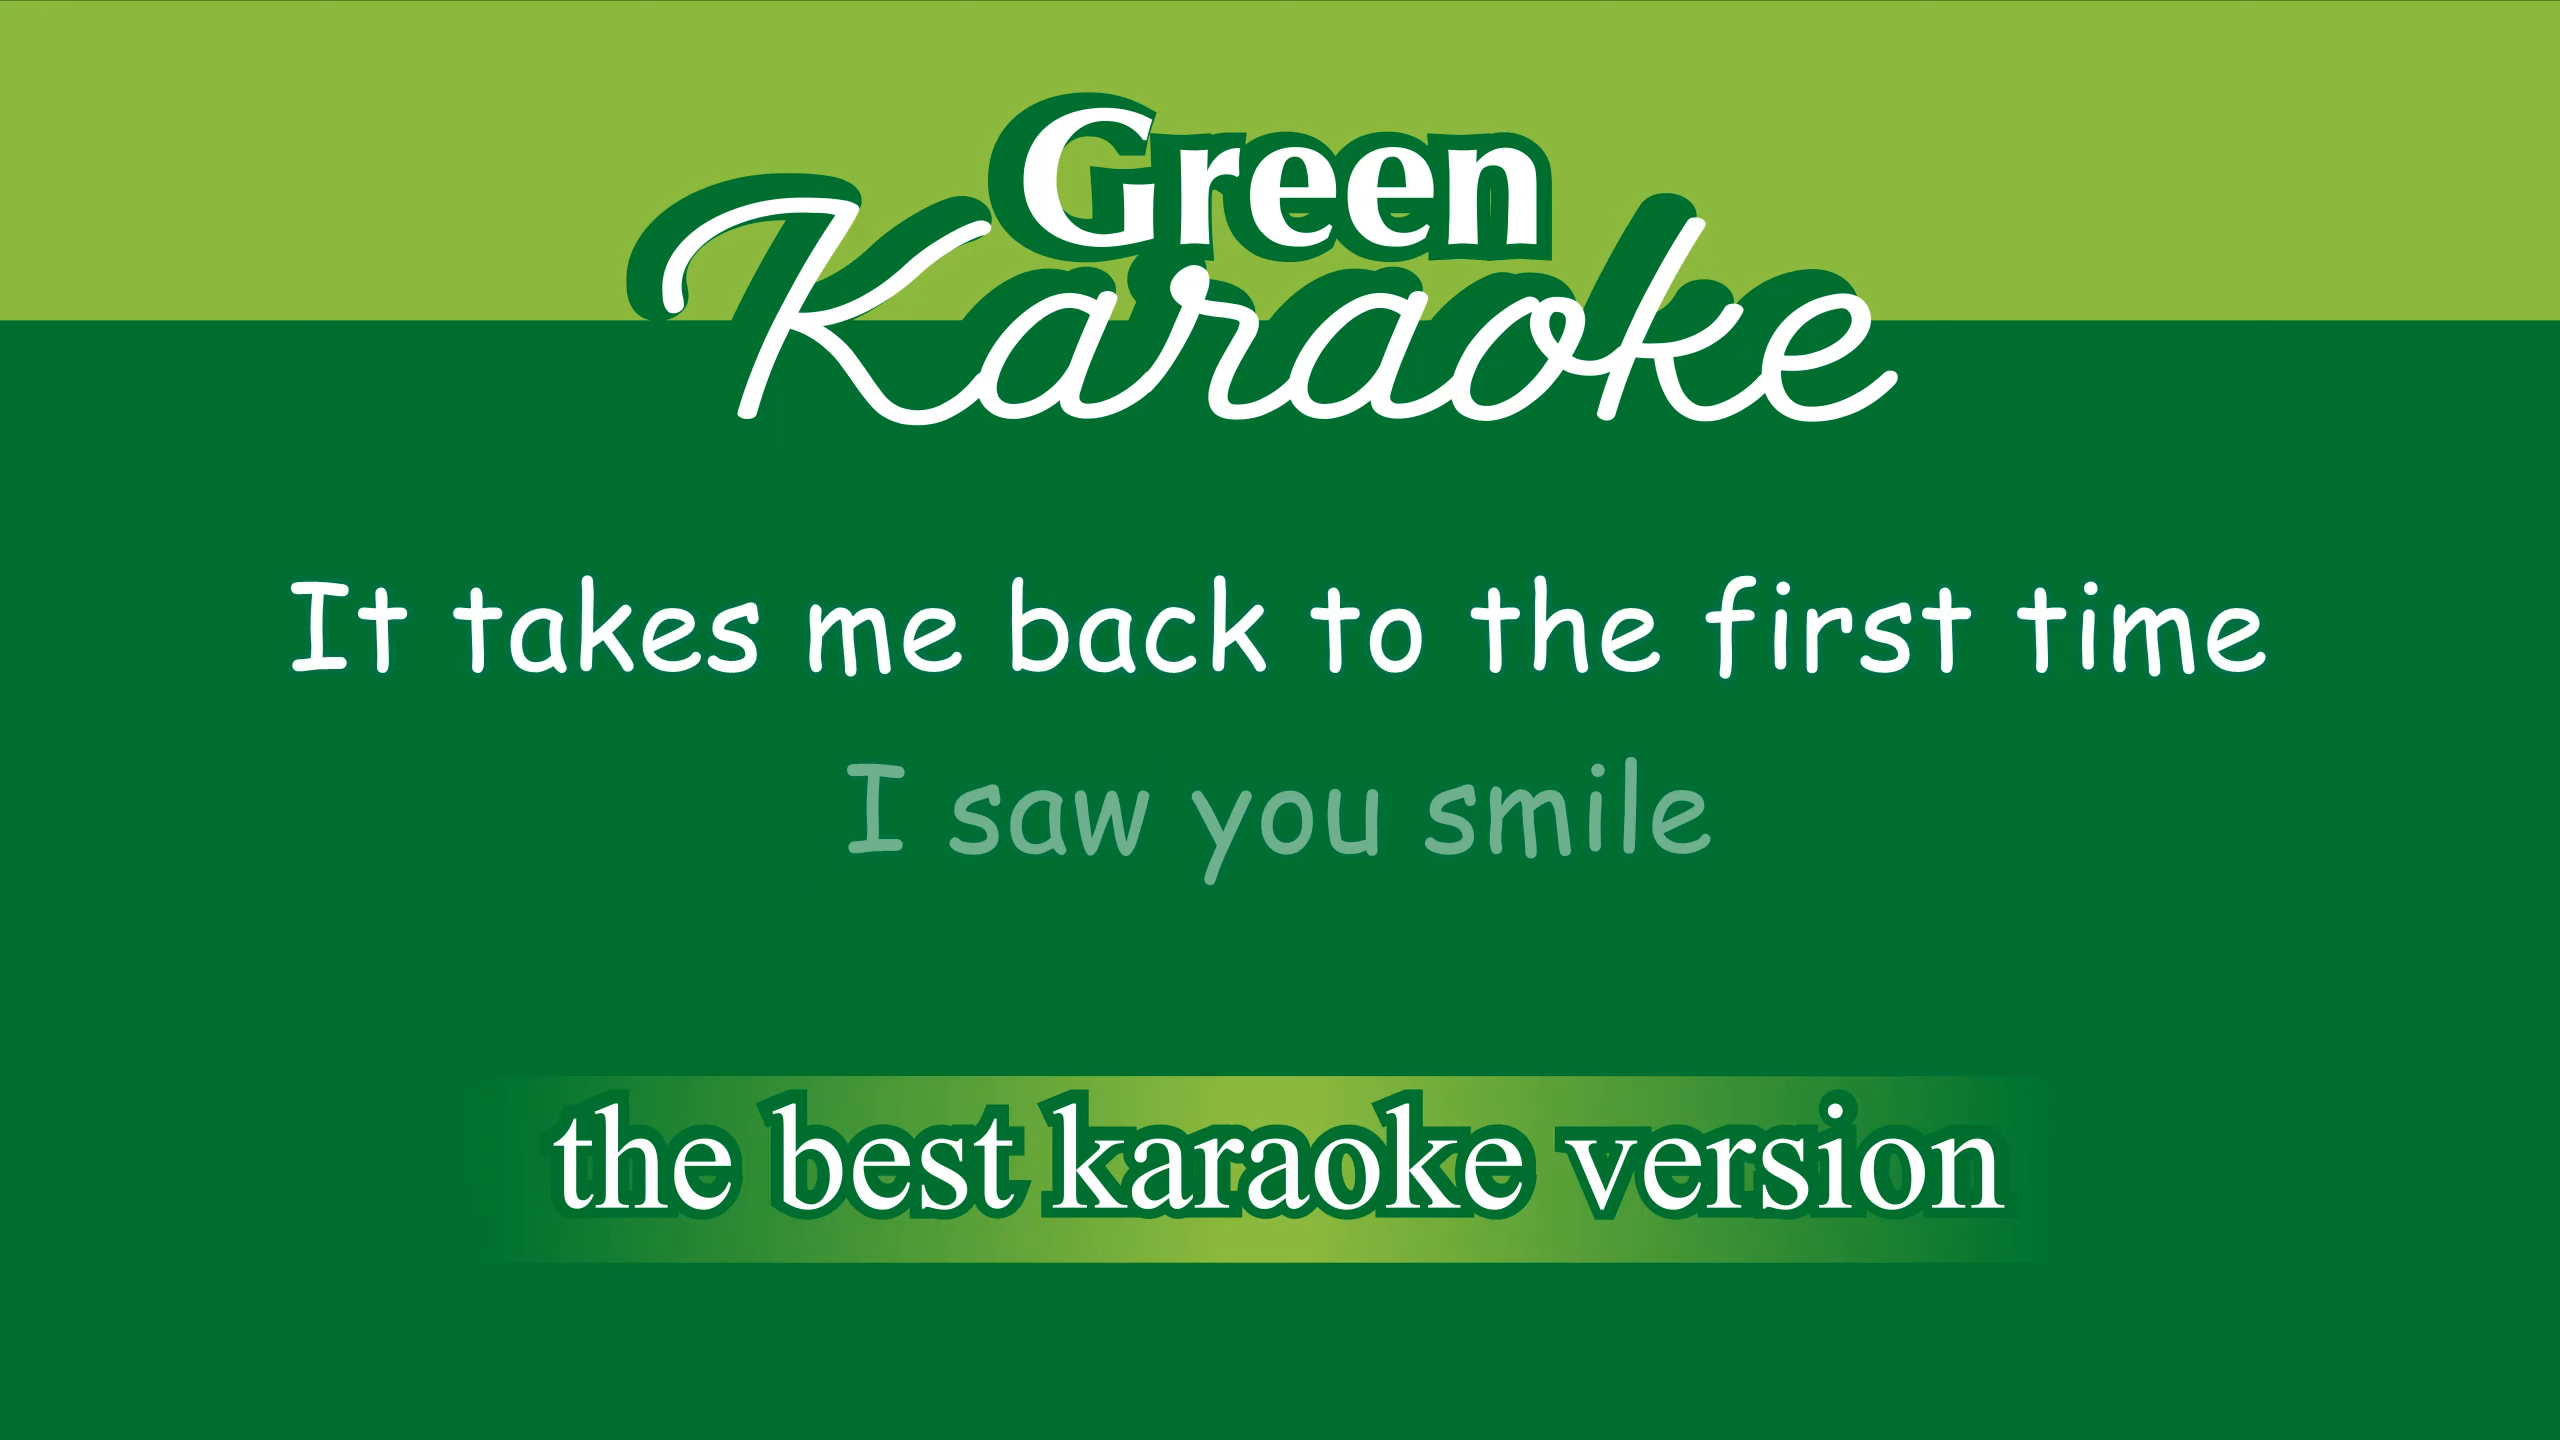 Green
Karaoke
It takes me back to the first time
I saw you smile
the best karaoke version